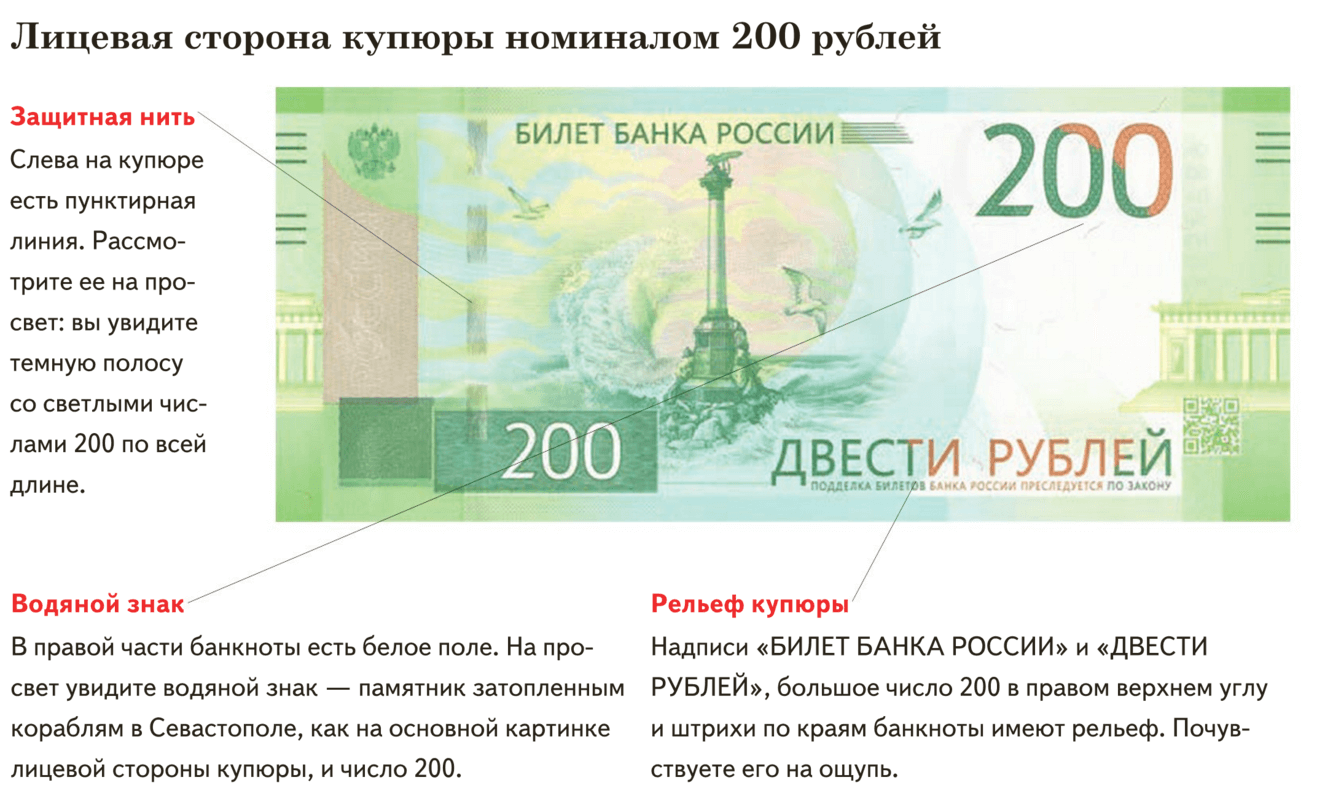 Лицевая сторона купюры номиналом 200 рублей
Защитная нить
Слева на купюре
есть пунктирная
линия. Рассмо-
трите ее на про-
свет: вы увидите
темную полосу
со светлыми чис-
лами 200 по всей
длине.
БИЛЕТ БАНКА РОССИИ
200
200
ДВЕСТИ РУБЛЕЙ
ПОДДЕЛКА БИЛЕТОВ БАНКА РОССИИ ПРЕСЛЕДУЕТСЯ ПО ЗАКОНУ
Водяной знак
В правой части банкноты есть белое поле. На про-
свет увидите водяной знак — памятник затопленным
кораблям в Севастополе, как на основной картинке
лицевой стороны купюры, и число 200.
Рельеф купюры
Надписи «БИЛЕТ БАНКА РОССИИ» и «ДВЕСТИ
РУБЛЕЙ», большое число 200 в правом верхнем углу
и штрихи по краям банкноты имеют рельеф. Почув-
ствуете его на ощупь.